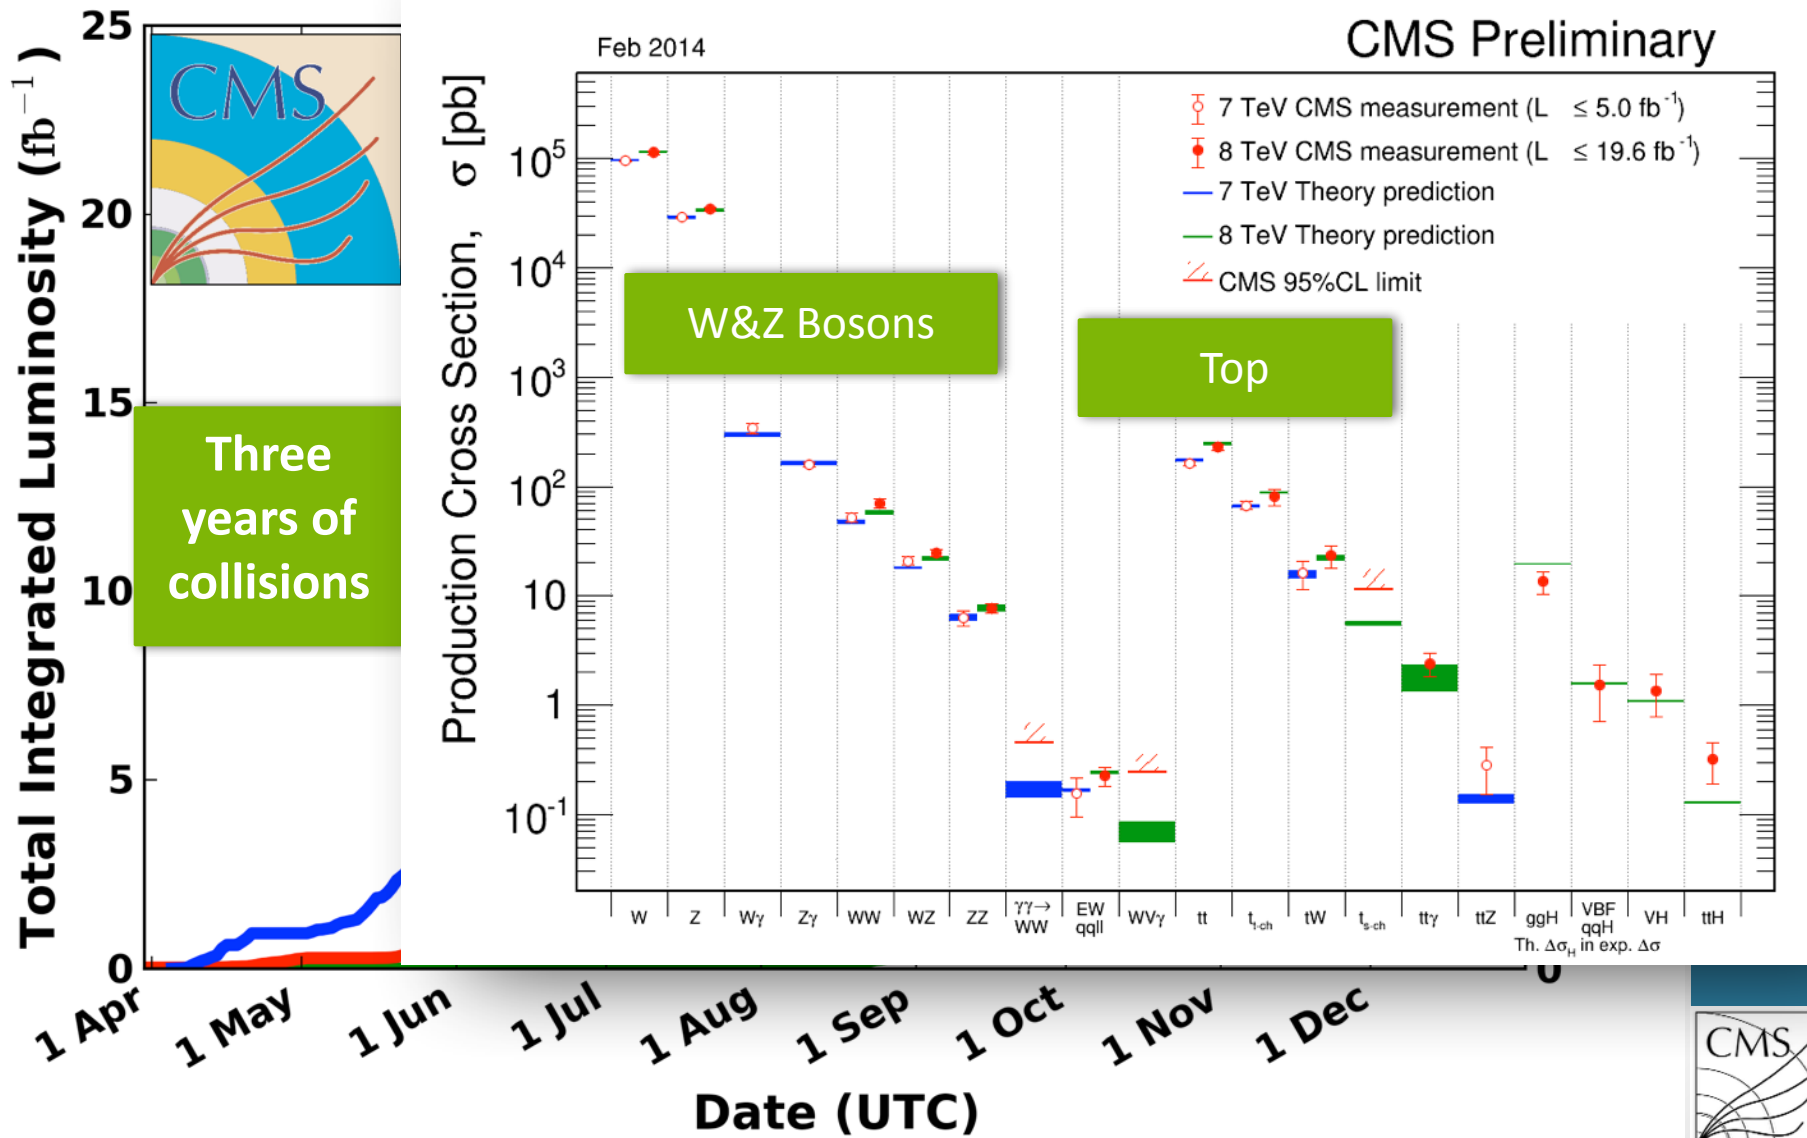 Feb 2014
CMS Preliminary
CMS
Total Integrated Luminosity (fb⁻¹)
25
20
15
10
5
0
Three
years of
collisions
Production Cross Section, σ [pb]
10⁵
10⁴
10³
10²
10
1
10⁻¹
7 TeV CMS measurement (L ≤ 5.0 fb⁻¹)
8 TeV CMS measurement (L ≤ 19.6 fb⁻¹)
7 TeV Theory prediction
8 TeV Theory prediction
CMS 95%CL limit
W&Z Bosons
Top
W Z Wγ Zγ WW WZ ZZ γγ→WW EW qqll WVγ tt t_t-ch tW t_s-ch ttγ ttZ ggH VBF qqH VH ttH
Th. Δσ_H in exp. Δσ
0
1 Apr 1 May 1 Jun 1 Jul 1 Aug 1 Sep 1 Oct 1 Nov 1 Dec
Date (UTC)
CMS